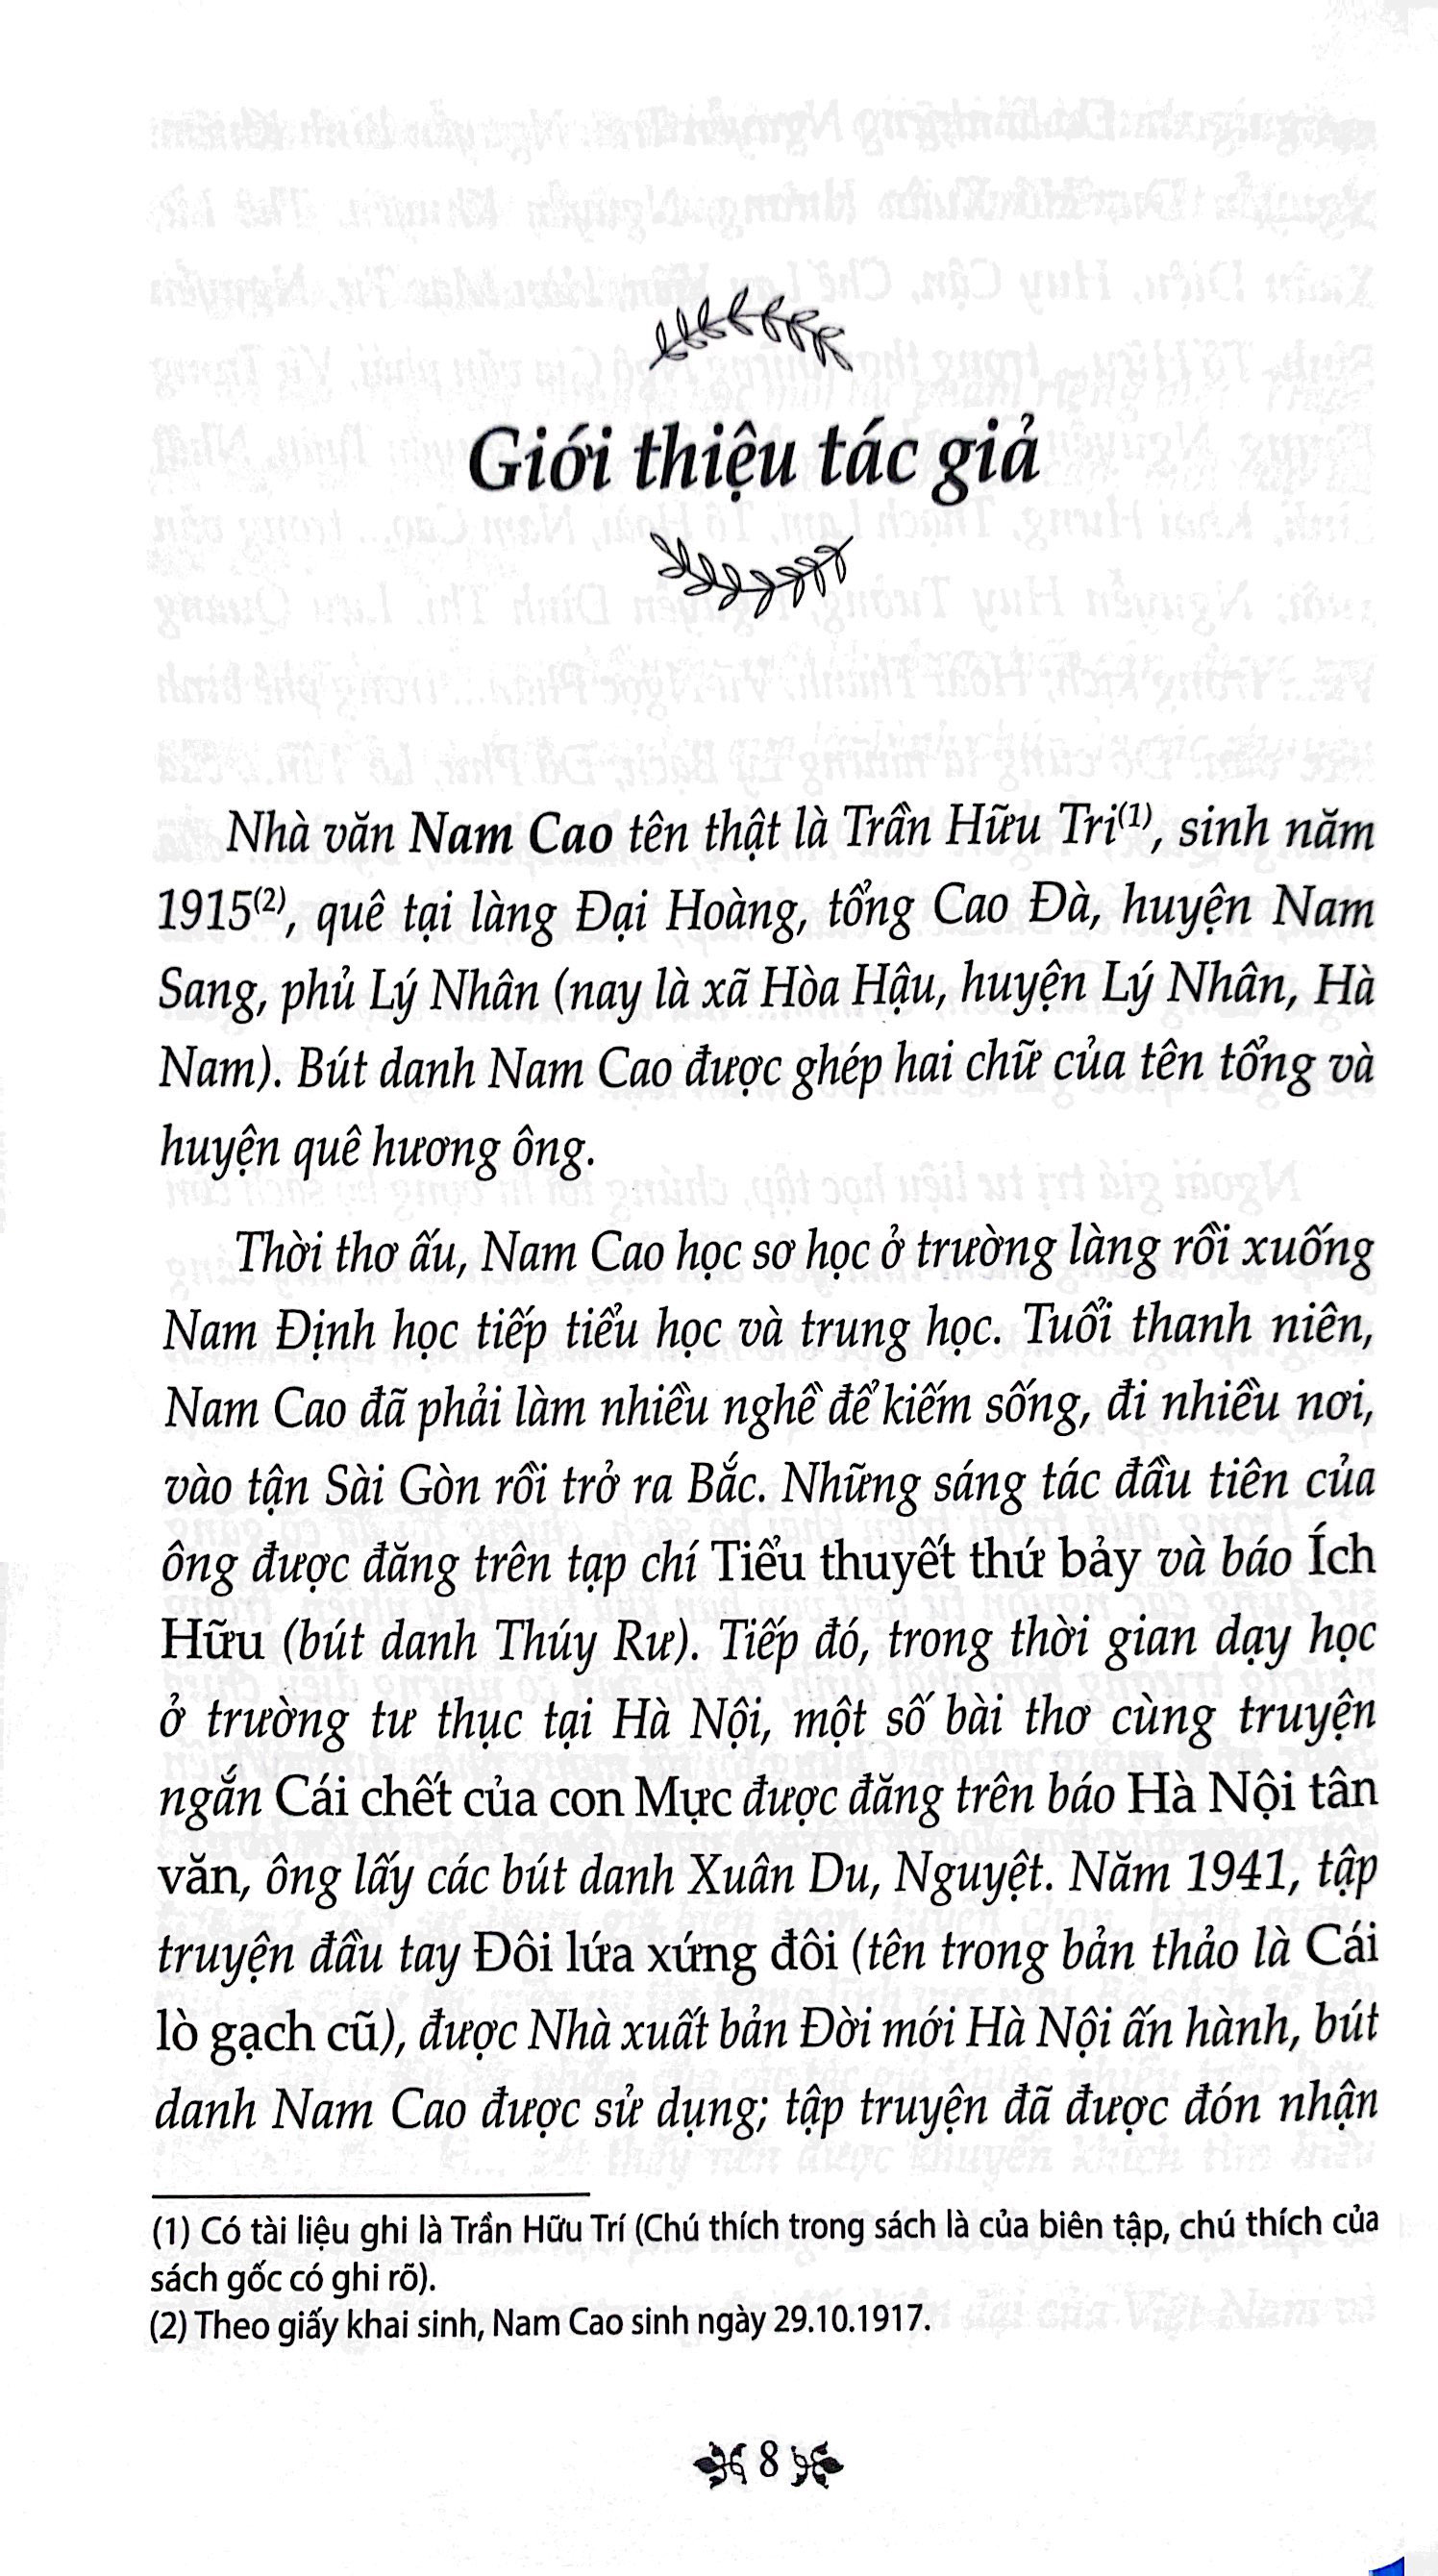 Giới thiệu tác giả
Nhà văn Nam Cao tên thật là Trần Hữu Tri(1), sinh năm
1915(2), quê tại làng Đại Hoàng, tổng Cao Đà, huyện Nam
Sang, phủ Lý Nhân (nay là xã Hòa Hậu, huyện Lý Nhân, Hà
Nam). Bút danh Nam Cao được ghép hai chữ của tên tổng và
huyện quê hương ông.
Thời thơ ấu, Nam Cao học sơ học ở trường làng rồi xuống
Nam Định học tiếp tiểu học và trung học. Tuổi thanh niên,
Nam Cao đã phải làm nhiều nghề để kiếm sống, đi nhiều nơi,
vào tận Sài Gòn rồi trở ra Bắc. Những sáng tác đầu tiên của
ông được đăng trên tạp chí Tiểu thuyết thứ bảy và báo Ích
Hữu (bút danh Thúy Rư). Tiếp đó, trong thời gian dạy học
ở trường tư thục tại Hà Nội, một số bài thơ cùng truyện
ngắn Cái chết của con Mực được đăng trên báo Hà Nội tân
văn, ông lấy các bút danh Xuân Du, Nguyệt. Năm 1941, tập
truyện đầu tay Đôi lứa xứng đôi (tên trong bản thảo là Cái
lò gạch cũ), được Nhà xuất bản Đời mới Hà Nội ấn hành, bút
danh Nam Cao được sử dụng; tập truyện đã được đón nhận
(1) Có tài liệu ghi là Trần Hữu Trí (Chú thích trong sách là của biên tập, chú thích của
sách gốc có ghi rõ).
(2) Theo giấy khai sinh, Nam Cao sinh ngày 29.10.1917.
8